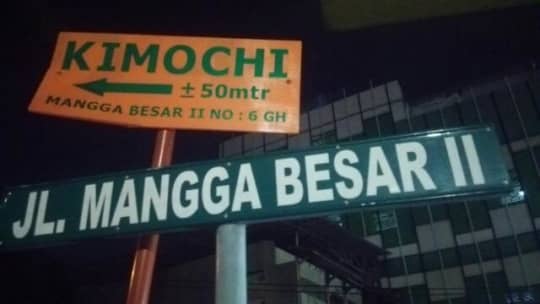 KIMOCHI
± 50mtr
MANGGA BESAR II NO : 6 GH
JL. MANGGA BESAR II